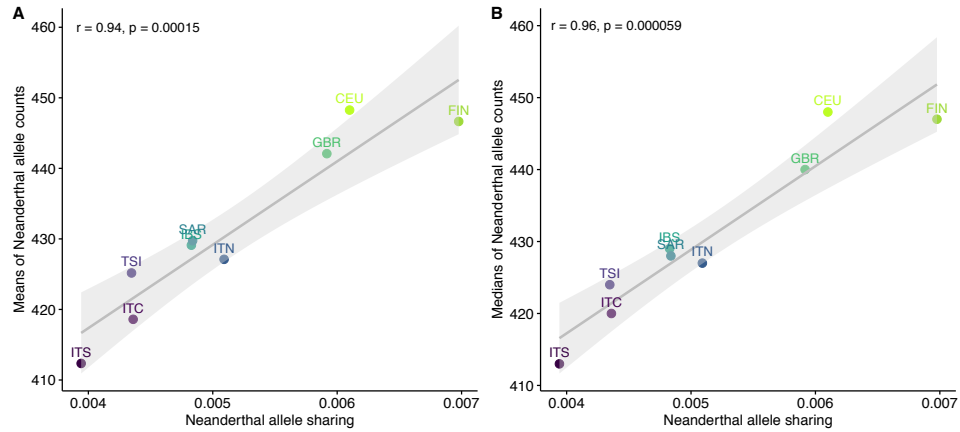 A
r = 0.94, p = 0.00015
Means of Neanderthal allele counts
460
450
440
430
420
410
CEU
FIN
GBR
SAR
IBS
ITN
TSI
ITC
ITS
0.004 0.005 0.006 0.007
Neanderthal allele sharing
B
r = 0.96, p = 0.000059
Medians of Neanderthal allele counts
460
450
440
430
420
410
CEU
FIN
GBR
IBS
SAR
ITN
TSI
ITC
ITS
0.004 0.005 0.006 0.007
Neanderthal allele sharing